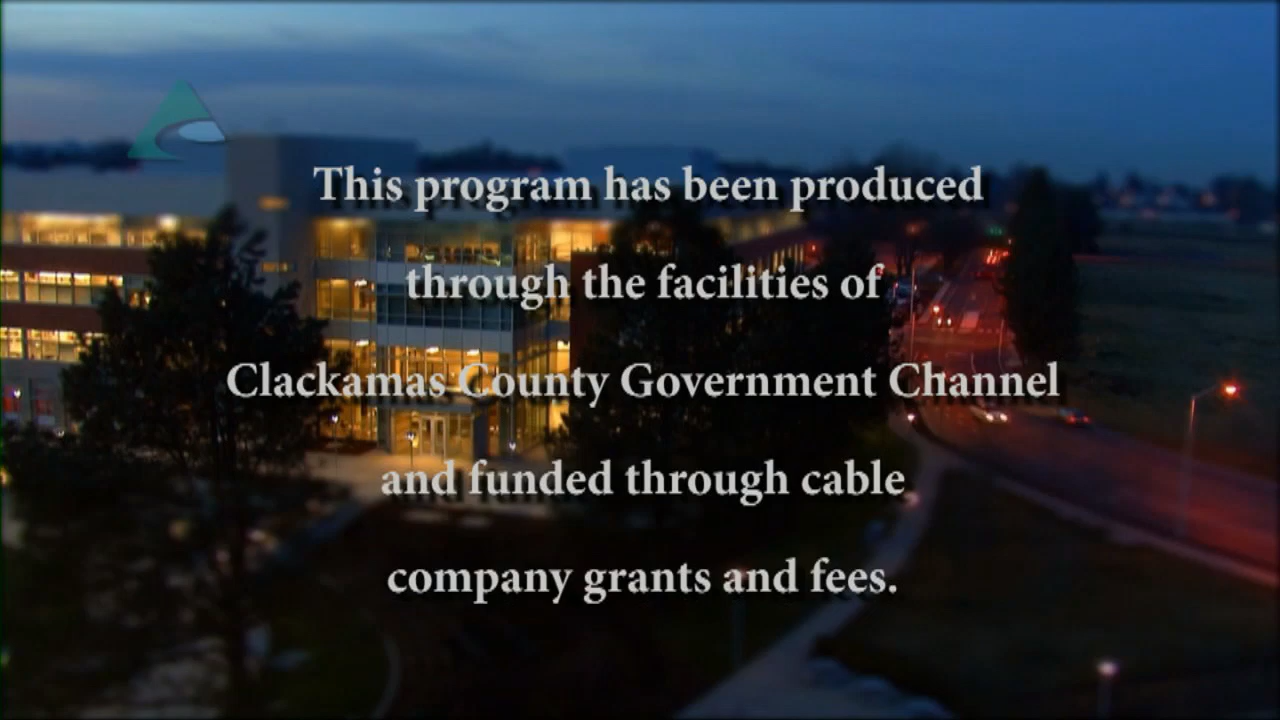 This program has been produced
through the facilities of
Clackamas County Government Channel
and funded through cable
company grants and fees.